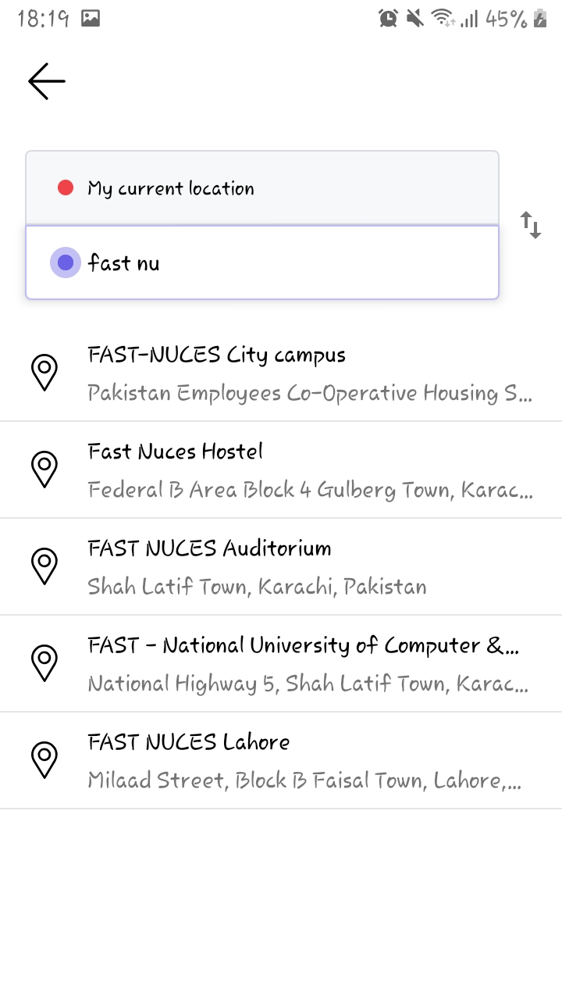 18:19 45%
My current location
fast nu
FAST-NUCES City campus
Pakistan Employees Co-Operative Housing S...
Fast Nuces Hostel
Federal B Area Block 4 Gulberg Town, Karac...
FAST NUCES Auditorium
Shah Latif Town, Karachi, Pakistan
FAST - National University of Computer &...
National Highway 5, Shah Latif Town, Karac...
FAST NUCES Lahore
Milaad Street, Block B Faisal Town, Lahore,...